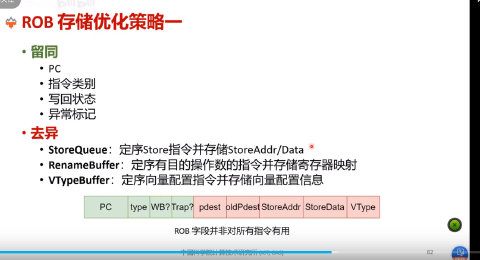 ROB 存储优化策略一
• 留同
• PC
• 指令类别
• 写回状态
• 异常标记
• 去异
• StoreQueue：定序Store指令并存储StoreAddr/Data
• RenameBuffer：定序有目的操作数的指令并存储寄存器映射
• VTypeBuffer：定序向量配置指令并存储向量配置信息
PC type WB? Trap? pdest oldPdest StoreAddr StoreData VType
ROB 字段并非对所有指令有用
62